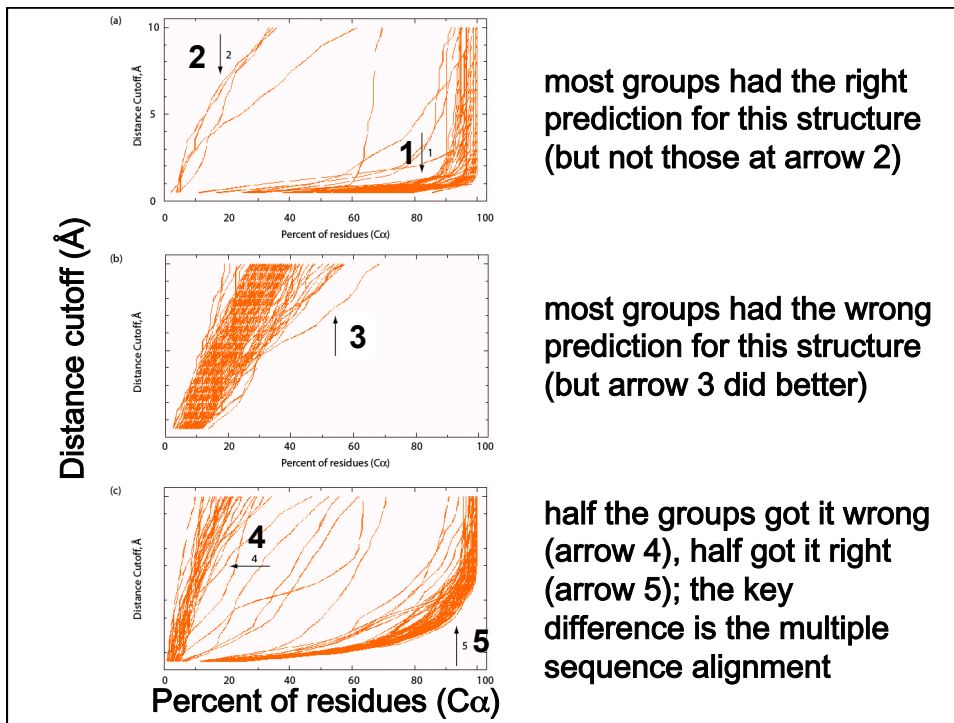 (a)
10
5
0
Distance Cutoff,Å
2
2
1
1
0 20 40 60 80 100
Percent of residues (Cα)
most groups had the right
prediction for this structure
(but not those at arrow 2)
Distance cutoff (Å)
(b)
Distance Cutoff,Å
3
0 20 40 60 80 100
Percent of residues (Cα)
most groups had the wrong
prediction for this structure
(but arrow 3 did better)
(c)
Distance Cutoff,Å
4
4
5
5
0 20 40 60 80 100
Percent of residues (Cα)
half the groups got it wrong
(arrow 4), half got it right
(arrow 5); the key
difference is the multiple
sequence alignment